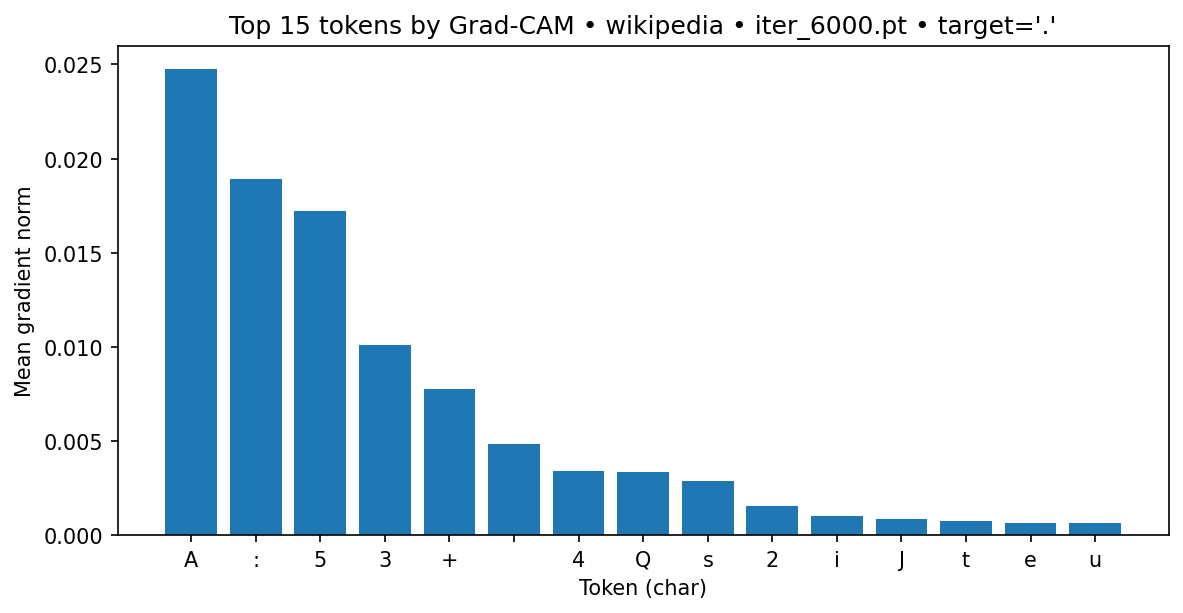 Top 15 tokens by Grad-CAM • wikipedia • iter_6000.pt • target='.'
0.025
0.020
0.015
0.010
0.005
0.000
Mean gradient norm
A : 5 3 + 4 Q s 2 i J t e u
Token (char)